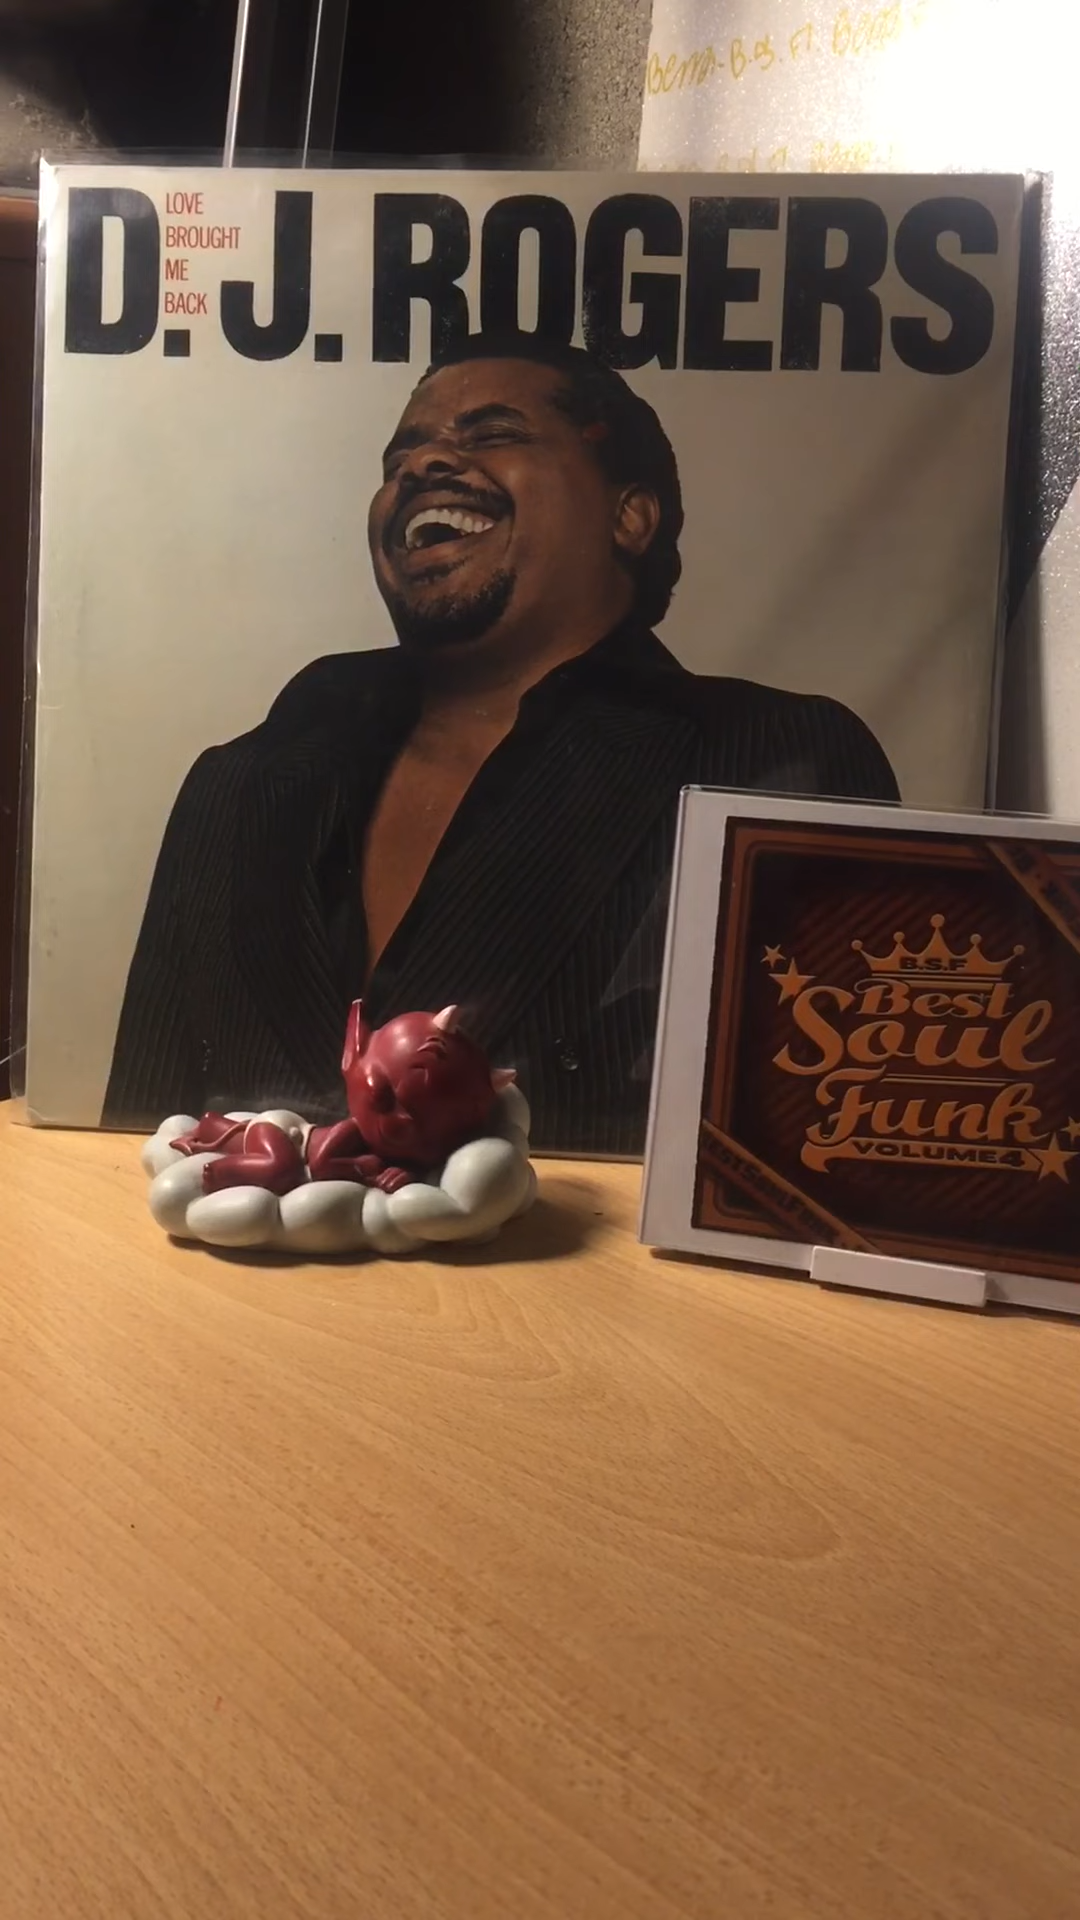 D. J. ROGERS
LOVE
BROUGHT
ME
BACK
B.S.F
Best
Soul
Funk
VOLUME4